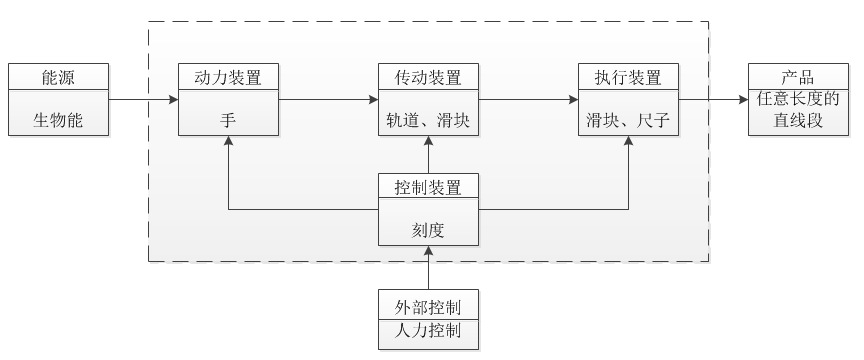 能源
生物能
动力装置
手
传动装置
轨道、滑块
执行装置
滑块、尺子
产品
任意长度的
直线段
控制装置
刻度
外部控制
人力控制